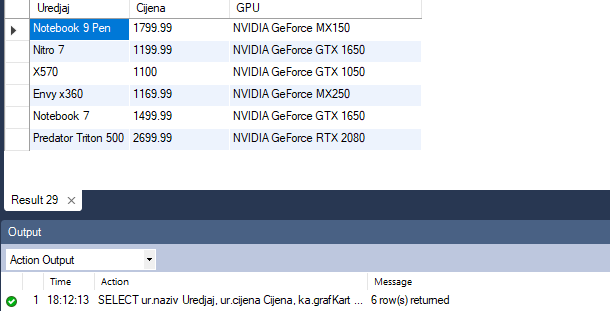 Uredjaj Cijena GPU
Notebook 9 Pen 1799.99 NVIDIA GeForce MX150
Nitro 7 1199.99 NVIDIA GeForce GTX 1650
X570 1100 NVIDIA GeForce GTX 1050
Envy x360 1169.99 NVIDIA GeForce MX250
Notebook 7 1499.99 NVIDIA GeForce GTX 1650
Predator Triton 500 2699.99 NVIDIA GeForce RTX 2080
Result 29 ×
Output
Action Output
Time Action Message
1 18:12:13 SELECT ur.naziv Uredjaj, ur.cijena Cijena, ka.grafKart ... 6 row(s) returned